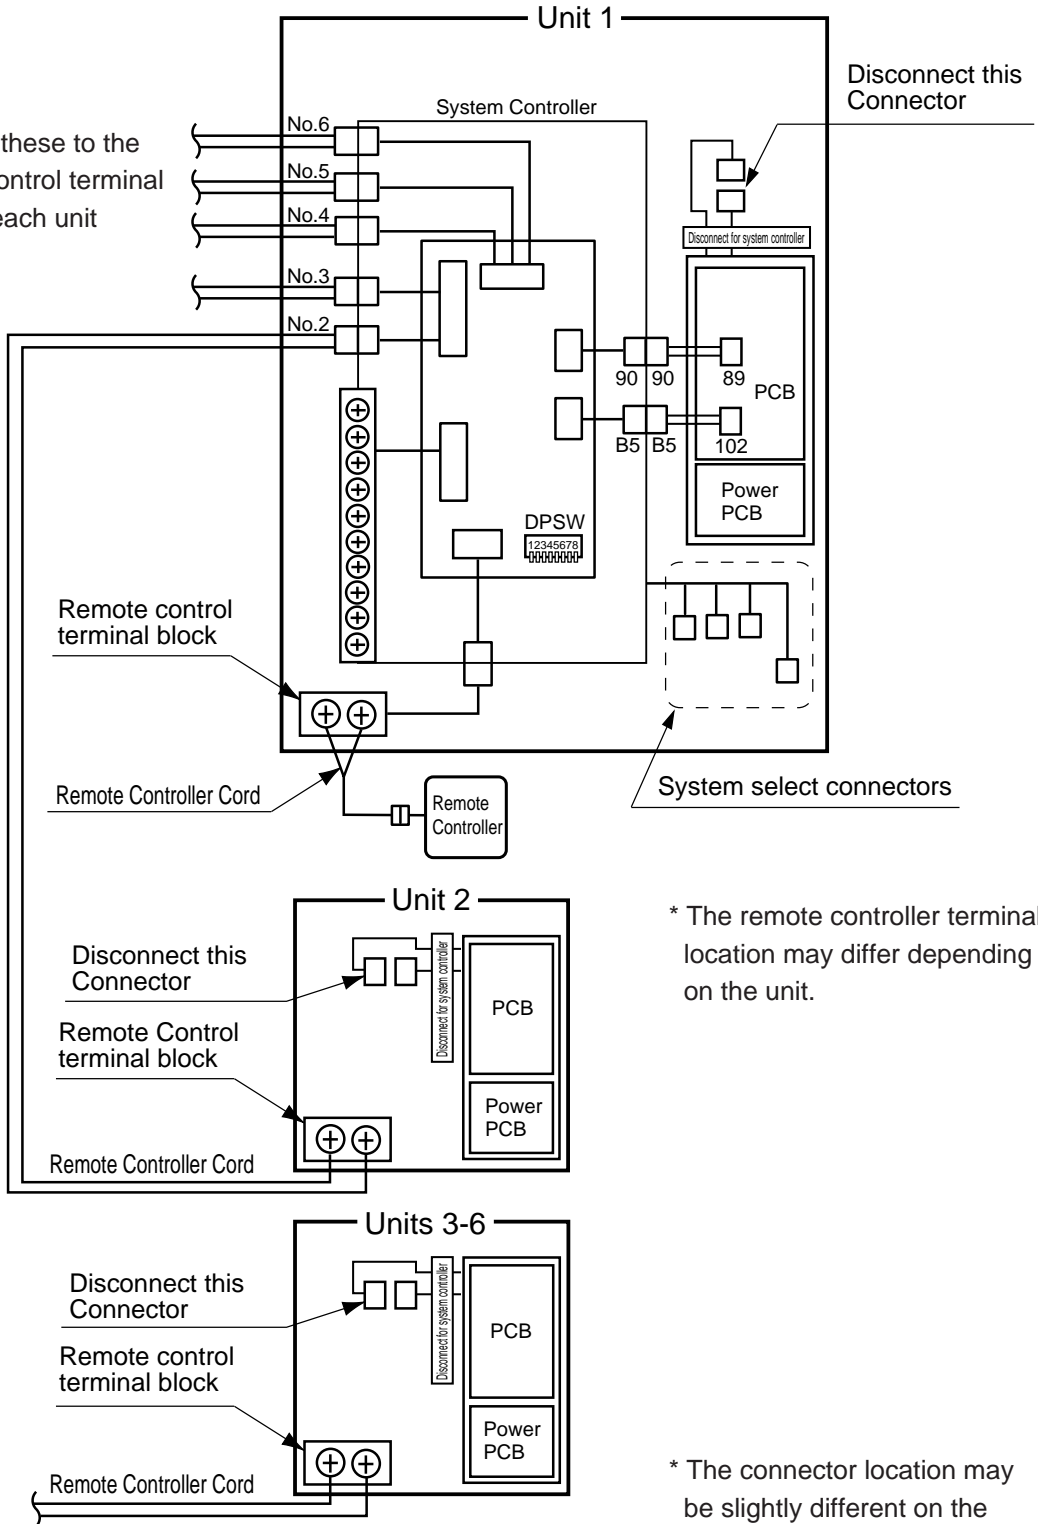 Unit 1
Disconnect this
Connector
System Controller
these to the
ontrol terminal
each unit
No.6
No.5
No.4
No.3
No.2
Disconnect for system controller
90 90 89
PCB
B5 B5 102
Power
PCB
DPSW
12345678
Remote control
terminal block
Remote Controller Cord
Remote
Controller
System select connectors
Unit 2
Disconnect this
Connector
Remote Control
terminal block
Disconnect for system controller
PCB
Power
PCB
Remote Controller Cord
* The remote controller terminal
location may differ depending
on the unit.
Units 3-6
Disconnect this
Connector
Remote control
terminal block
Disconnect for system controller
PCB
Power
PCB
Remote Controller Cord
* The connector location may
be slightly different on the